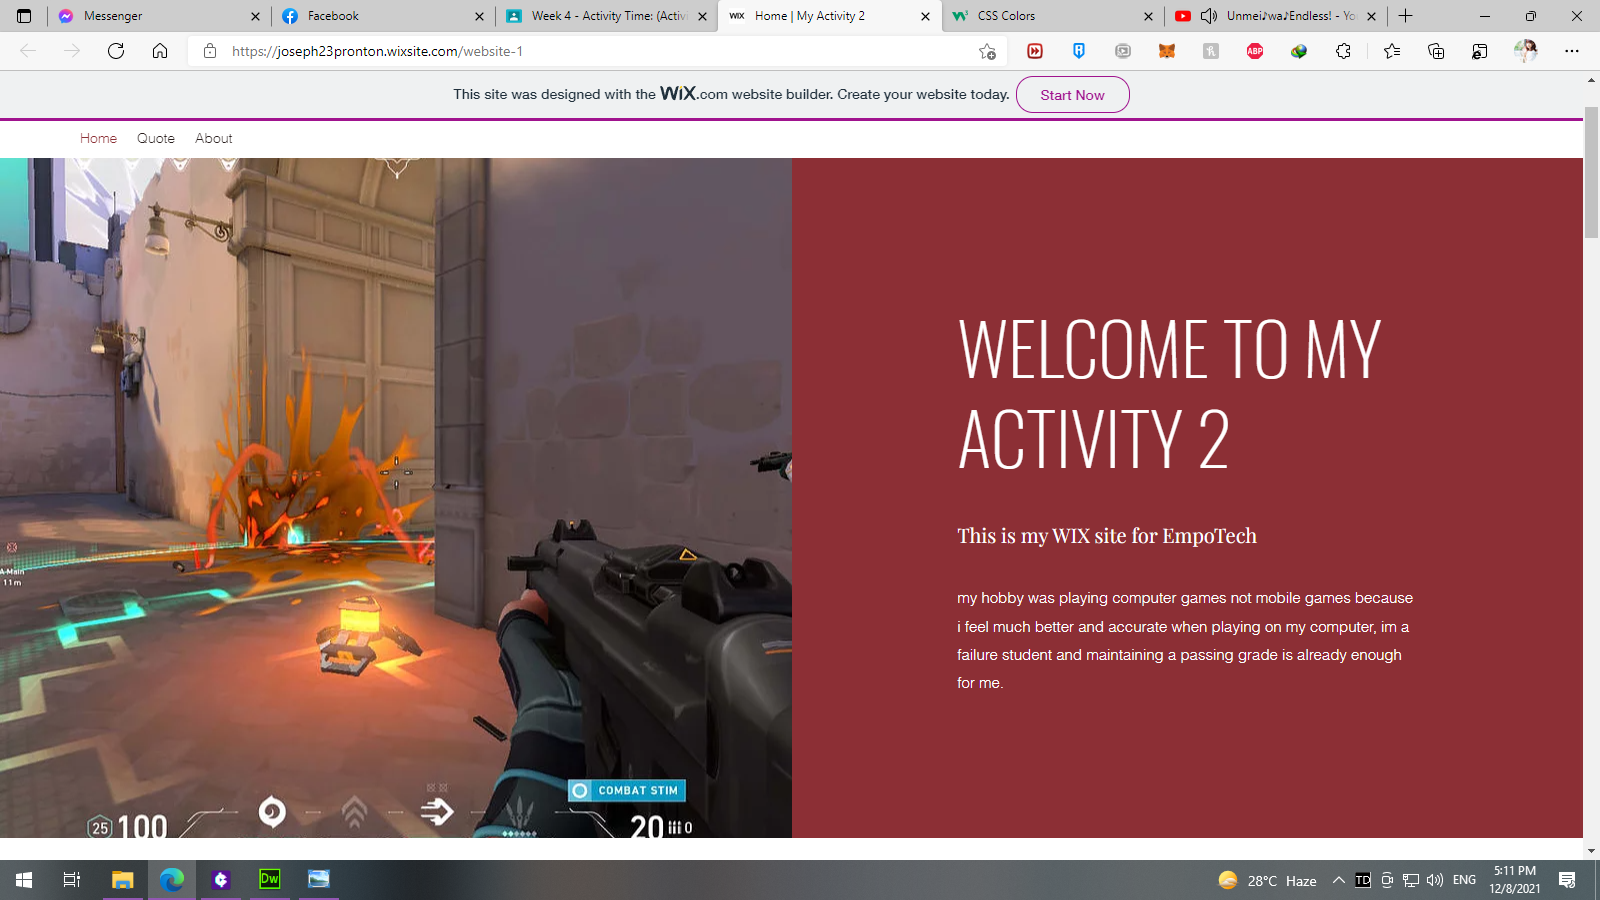 Messenger
Facebook
Week 4 - Activity Time: (Activi
WIX Home | My Activity 2
CSS Colors
Unmei♪wa♪Endless! - Yo
https://joseph23pronton.wixsite.com/website-1
ABP
This site was designed with the WiX.com website builder. Create your website today.
Start Now
Home
Quote
About
WELCOME TO MY
ACTIVITY 2
This is my WIX site for EmpoTech
my hobby was playing computer games not mobile games because
i feel much better and accurate when playing on my computer, im a
failure student and maintaining a passing grade is already enough
for me.
A Main
11m
COMBAT STIM
25 100
20 0
Dw
28°C Haze
TD
ENG
5:11 PM
12/8/2021